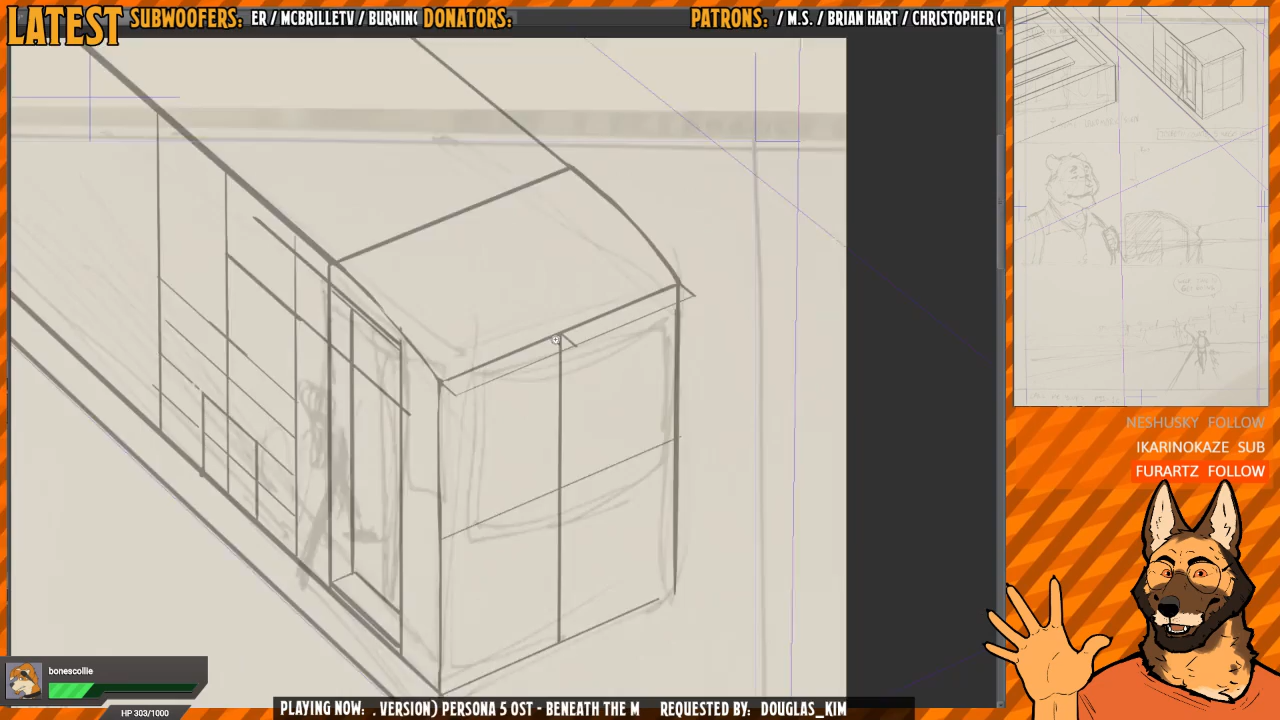 LATEST
SUBWOOFERS: ER / MCBRILLETV / BURNIN
DONATORS:
PATRONS: / M.S. / BRIAN HART / CHRISTOPHER
NESHUSKY FOLLOW
IKARINOKAZE SUB
FURARTZ FOLLOW
bonescollie
HP 303/1000
PLAYING NOW: . VERSION) PERSONA 5 OST - BENEATH THE M REQUESTED BY: DOUGLAS_KIM